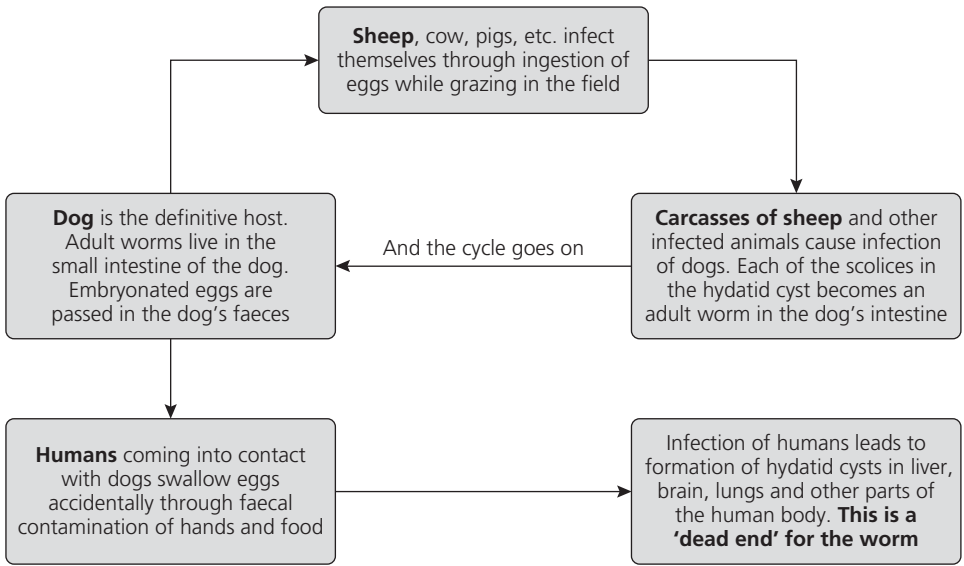 Sheep, cow, pigs, etc. infect
themselves through ingestion of
eggs while grazing in the field
Dog is the definitive host.
Adult worms live in the
small intestine of the dog.
Embryonated eggs are
passed in the dog's faeces
And the cycle goes on
Carcasses of sheep and other
infected animals cause infection
of dogs. Each of the scolices in
the hydatid cyst becomes an
adult worm in the dog's intestine
Humans coming into contact
with dogs swallow eggs
accidentally through faecal
contamination of hands and food
Infection of humans leads to
formation of hydatid cysts in liver,
brain, lungs and other parts of
the human body. This is a
'dead end' for the worm